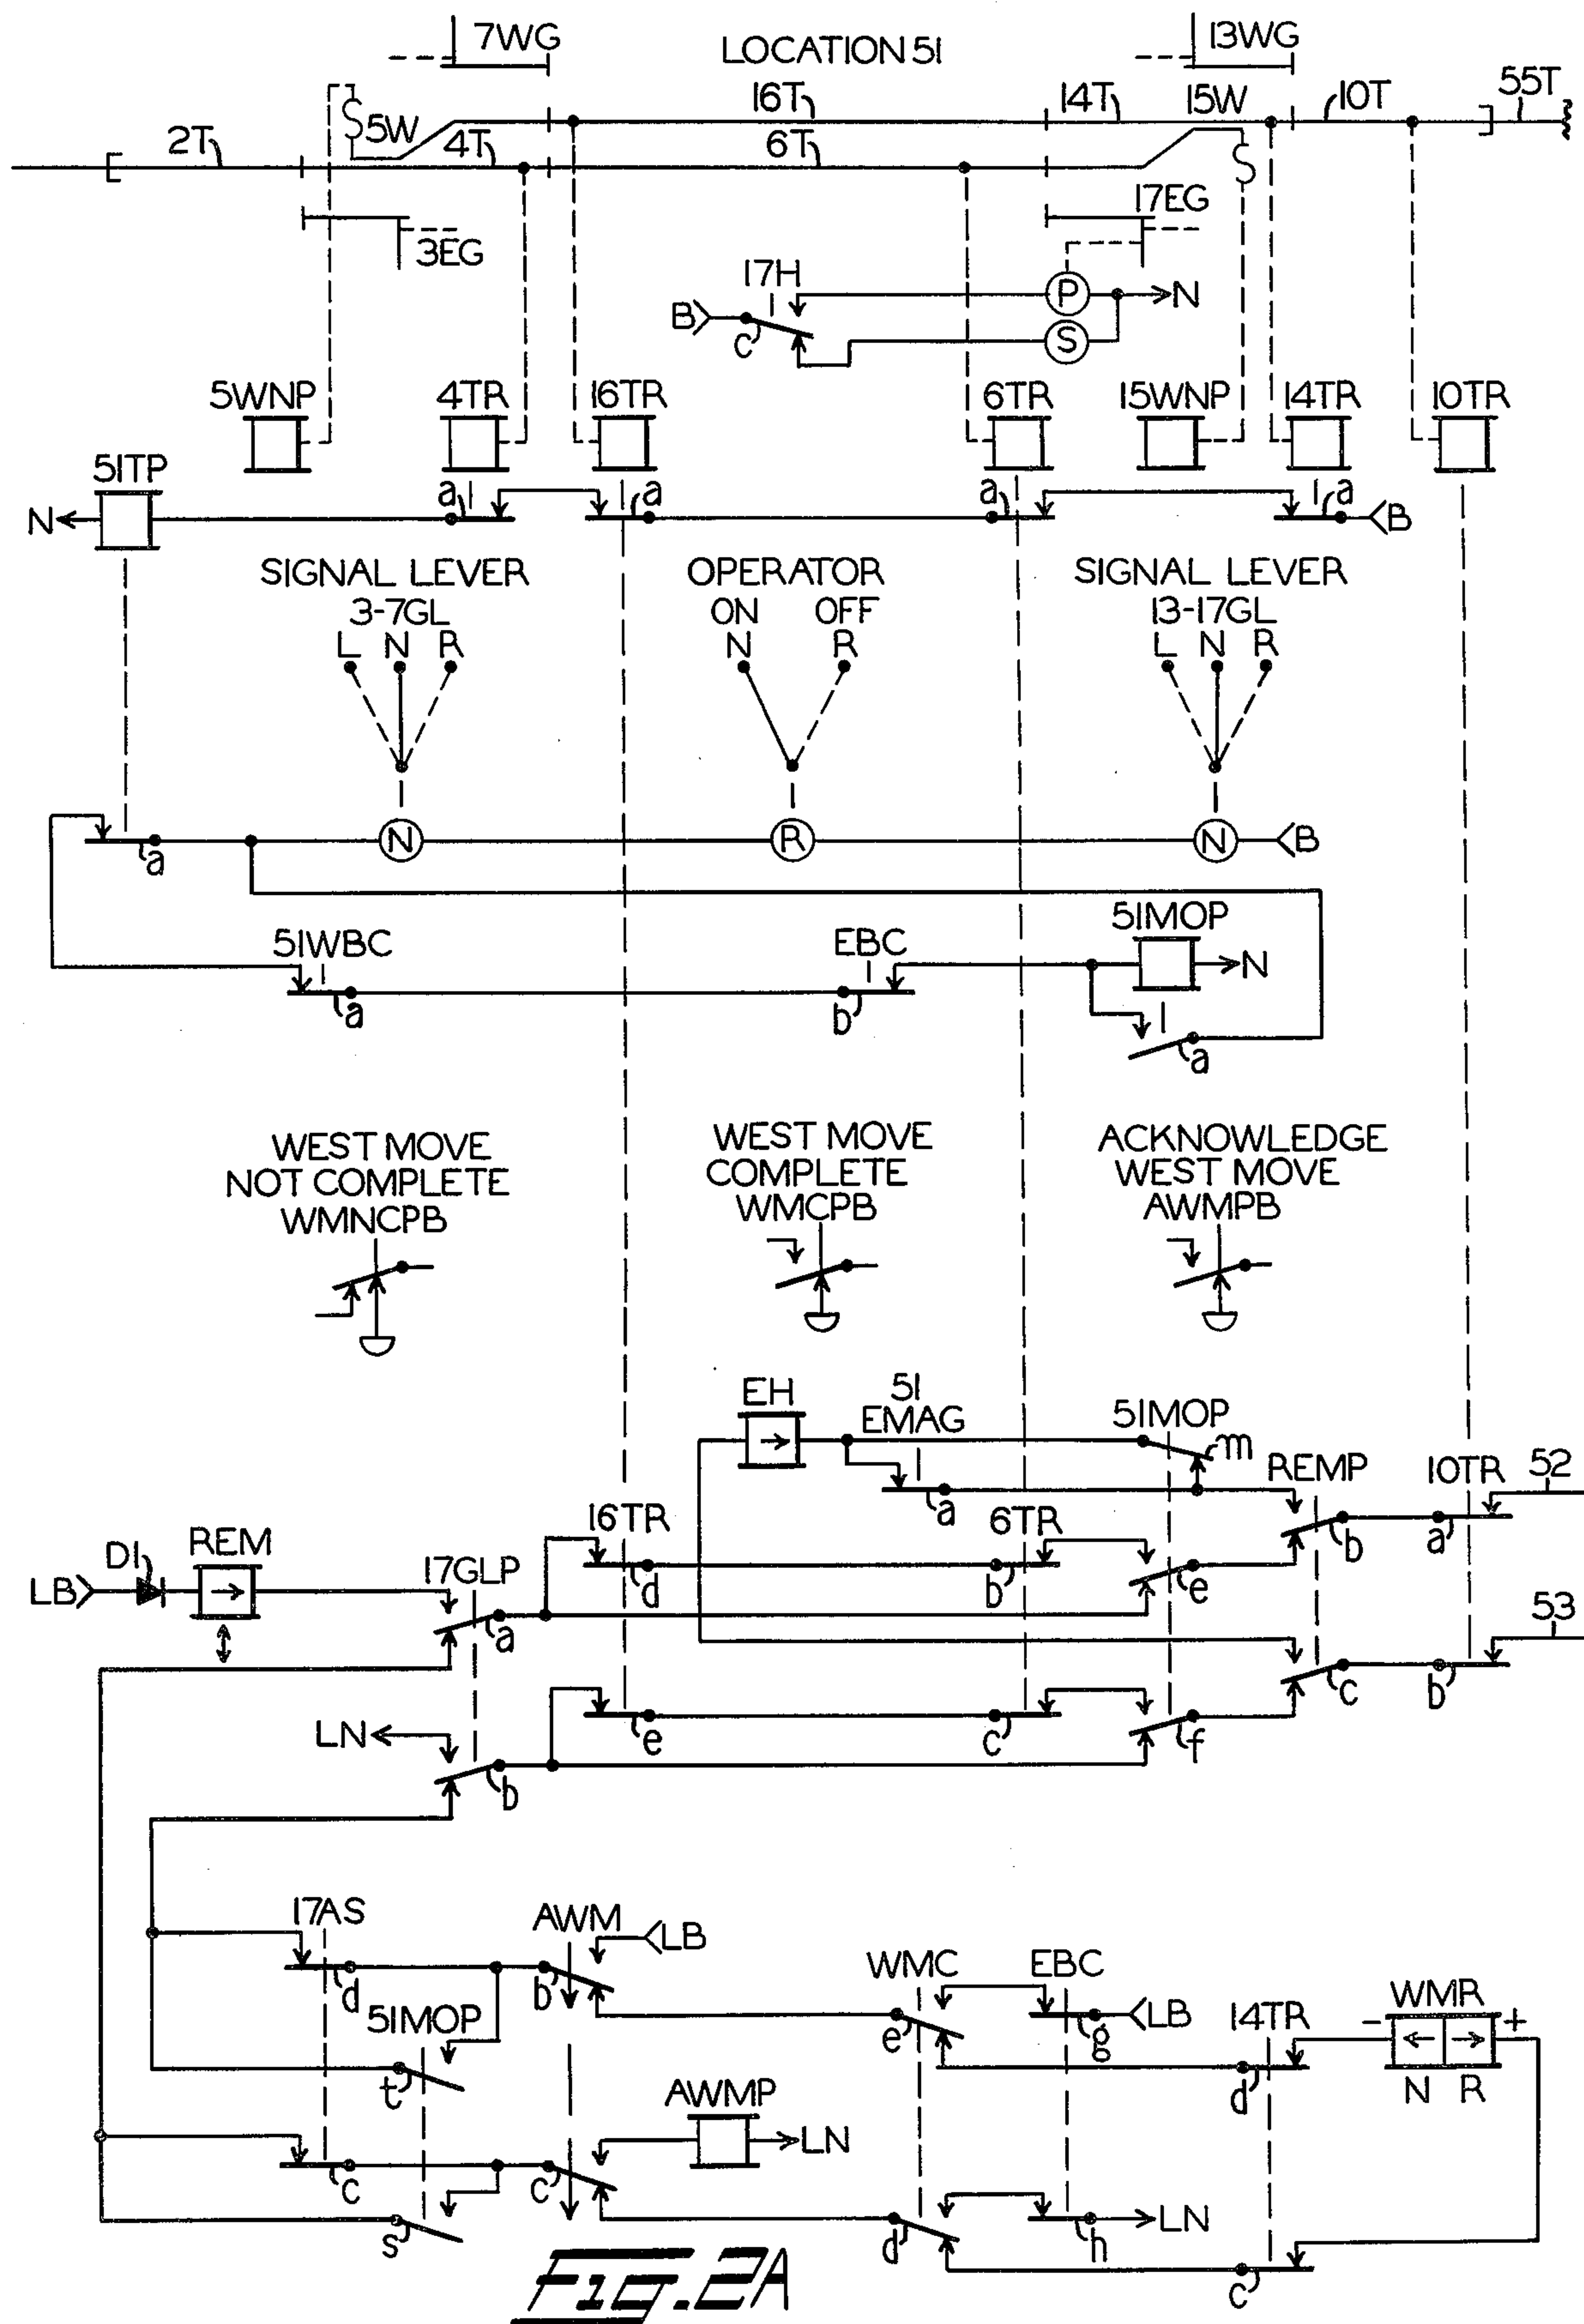 7WG LOCATION 51 13WG
16T 14T 15W 10T 55T
5W
2T 4T 6T
17EG
3EG
17H
P N
B
c S
5WNP 4TR 16TR 6TR 15WNP 14TR 10TR
51TP
a a a a
N B
SIGNAL LEVER OPERATOR SIGNAL LEVER
3-7GL ON OFF 13-17GL
L N R N R L N R
N R N B
a
51MOP
51WBC EBC
N
a b
a
WEST MOVE WEST MOVE ACKNOWLEDGE
NOT COMPLETE COMPLETE WEST MOVE
WMNCPB WMCPB AWMPB
EH 51 EMAG 51MOP
m REMP 10TR 52
a
16TR 6TR b a
D1 REM 17GLP
LB d b e
a 53
c b
LN e c f
b
17AS AWM LB
WMC EBC WMR
d b LB 14TR - +
51MOP e g
t d N R
AWMP
LN
c c LN
s d h
c
FIG. 2A